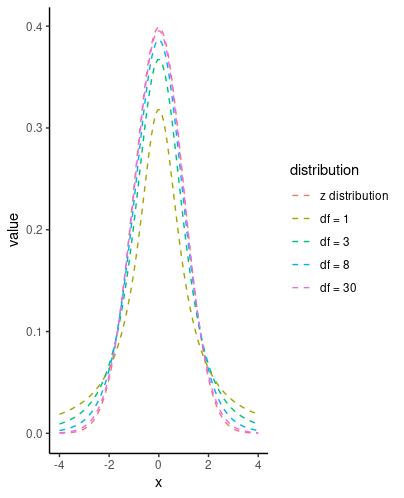 0.4
0.3
0.2
0.1
0.0
value
-4 -2 0 2 4
x
distribution
z distribution
df = 1
df = 3
df = 8
df = 30